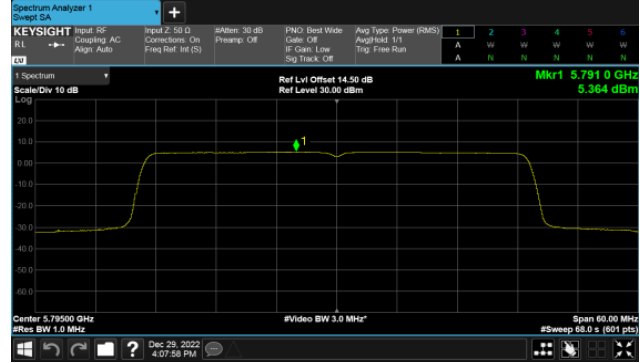 Spectrum Analyzer 1
Swept SA
+
KEYSIGHT Input: RF Input Z: 50 Ω #Atten: 30 dB PNO: Best Wide Avg Type: Power (RMS) 1 2 3 4 5 6
RL Coupling: AC Corrections: On Preamp: Off Gate: Off Avg|Hold: 1/1 A W W W W W
Align: Auto Freq Ref: Int (S) IF Gain: Low Trig: Free Run
LXI Sig Track: Off A N N N N N
1 Spectrum Ref Lvl Offset 14.50 dB Mkr1 5.791 0 GHz
Scale/Div 10 dB Ref Level 30.00 dBm 5.364 dBm
Log
20.0
10.0
1
0.00
-10.0
-20.0
-30.0
-40.0
-50.0
-60.0
Center 5.79500 GHz #Video BW 3.0 MHz* Span 60.00 MHz
#Res BW 1.0 MHz #Sweep 68.0 s (601 pts)
? Dec 29, 2022
4:07:58 PM